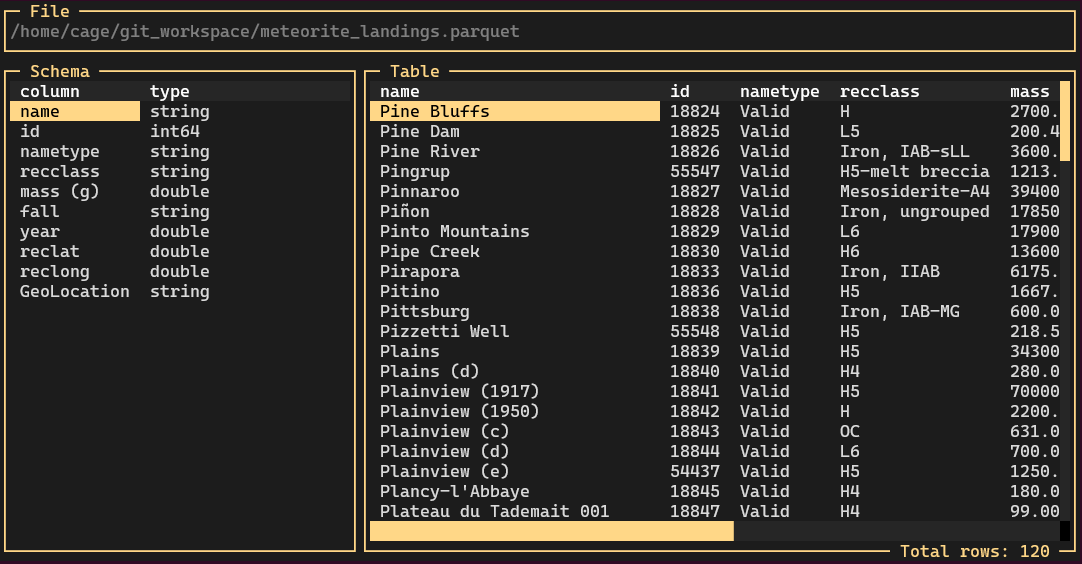 File
/home/cage/git_workspace/meteorite_landings.parquet
Schema
column type
name string
id int64
nametype string
recclass string
mass (g) double
fall string
year double
reclat double
reclong double
GeoLocation string
Table
name id nametype recclass mass
Pine Bluffs 18824 Valid H 2700.
Pine Dam 18825 Valid L5 200.4
Pine River 18826 Valid Iron, IAB-sLL 3600.
Pingrup 55547 Valid H5-melt breccia 1213.
Pinnaroo 18827 Valid Mesosiderite-A4 39400
Piñon 18828 Valid Iron, ungrouped 17850
Pinto Mountains 18829 Valid L6 17900
Pipe Creek 18830 Valid H6 13600
Pirapora 18833 Valid Iron, IIAB 6175.
Pitino 18836 Valid H5 1667.
Pittsburg 18838 Valid Iron, IAB-MG 600.0
Pizzetti Well 55548 Valid H5 218.5
Plains 18839 Valid H5 34300
Plains (d) 18840 Valid H4 280.0
Plainview (1917) 18841 Valid H5 70000
Plainview (1950) 18842 Valid H 2200.
Plainview (c) 18843 Valid OC 631.0
Plainview (d) 18844 Valid L6 700.0
Plainview (e) 54437 Valid H5 1250.
Plancy-l'Abbaye 18845 Valid H4 180.0
Plateau du Tademait 001 18847 Valid H4 99.00
Total rows: 120